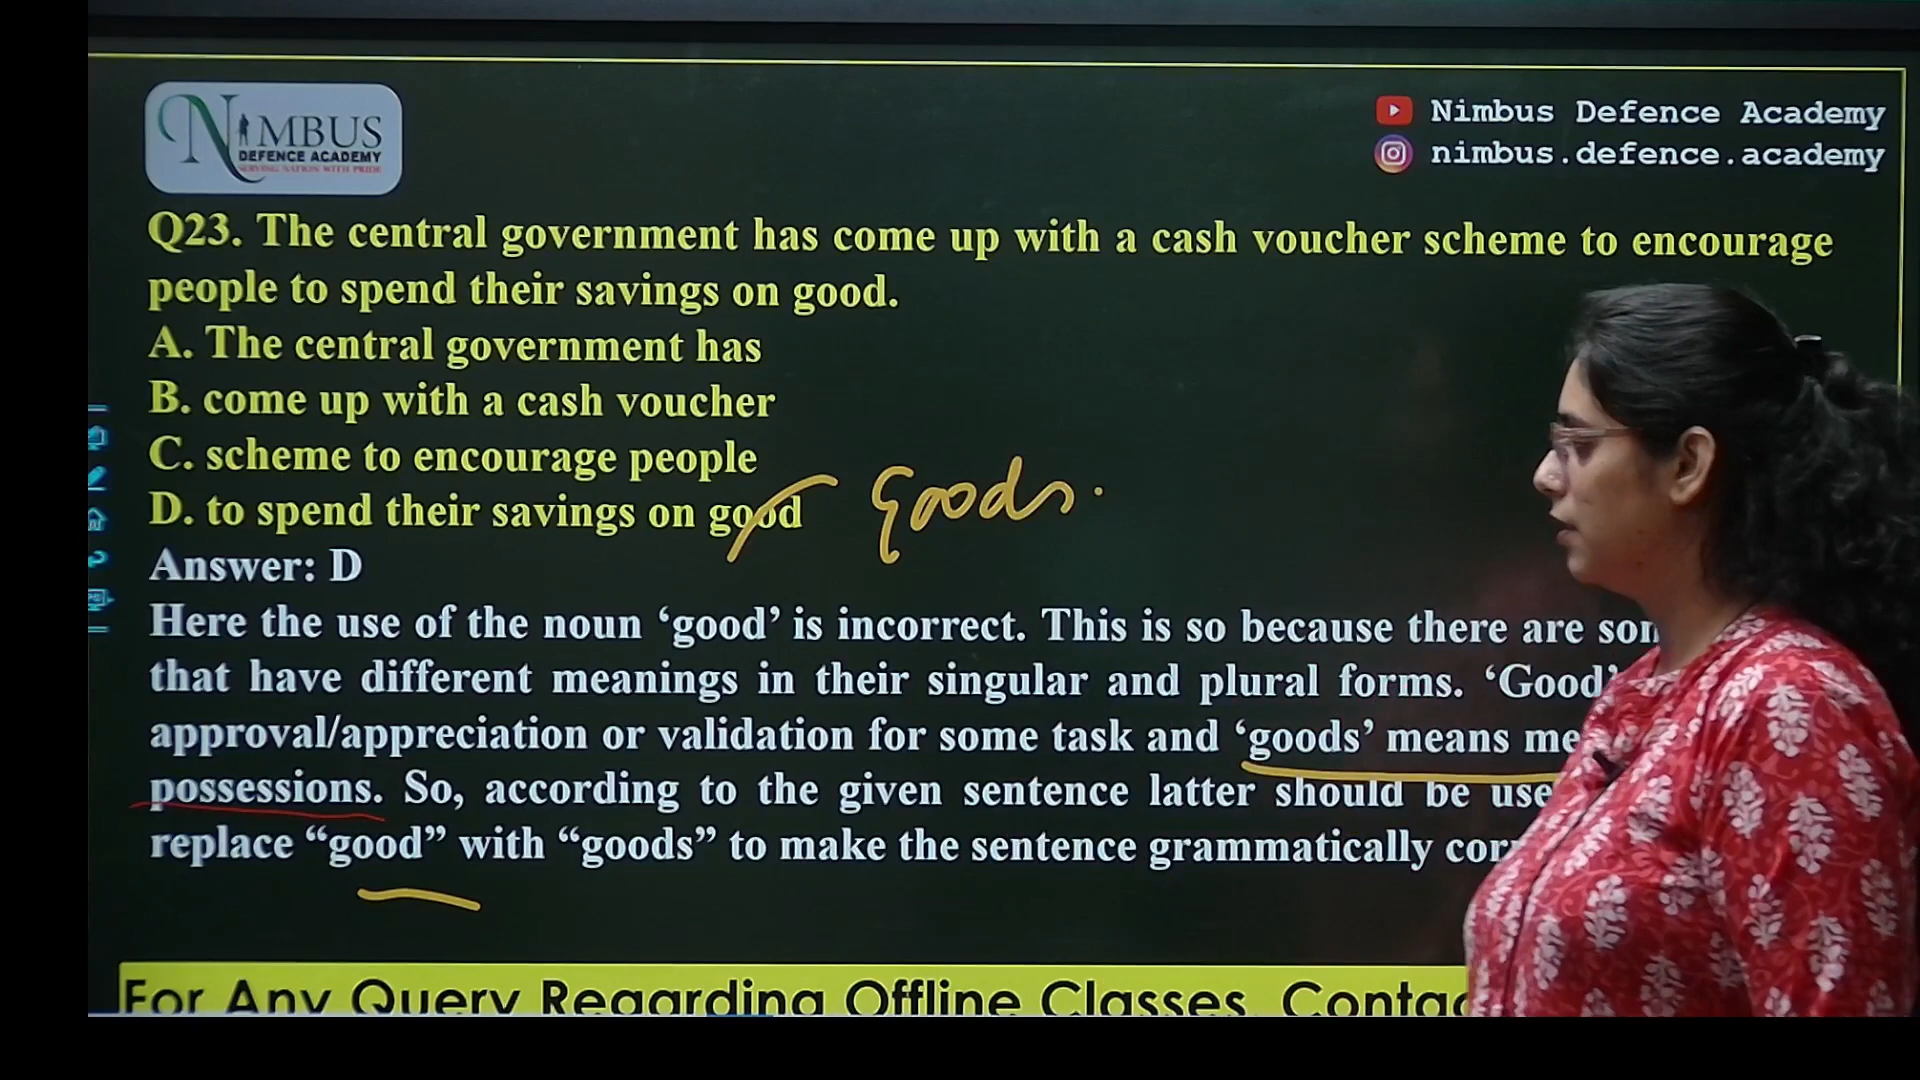 NIMBUS
DEFENCE ACADEMY
SERVING NATION WITH PRIDE
Nimbus Defence Academy
nimbus.defence.academy
Q23. The central government has come up with a cash voucher scheme to encourage
people to spend their savings on good.
A. The central government has
B. come up with a cash voucher
C. scheme to encourage people
D. to spend their savings on good
Goods.
Answer: D
Here the use of the noun ‘good’ is incorrect. This is so because there are
that have different meanings in their singular and plural forms. ‘Good’
approval/appreciation or validation for some task and ‘goods’ means
possessions. So, according to the given sentence latter should be
replace “good” with “goods” to make the sentence grammatically
For Any Query Regarding Offline Classes,